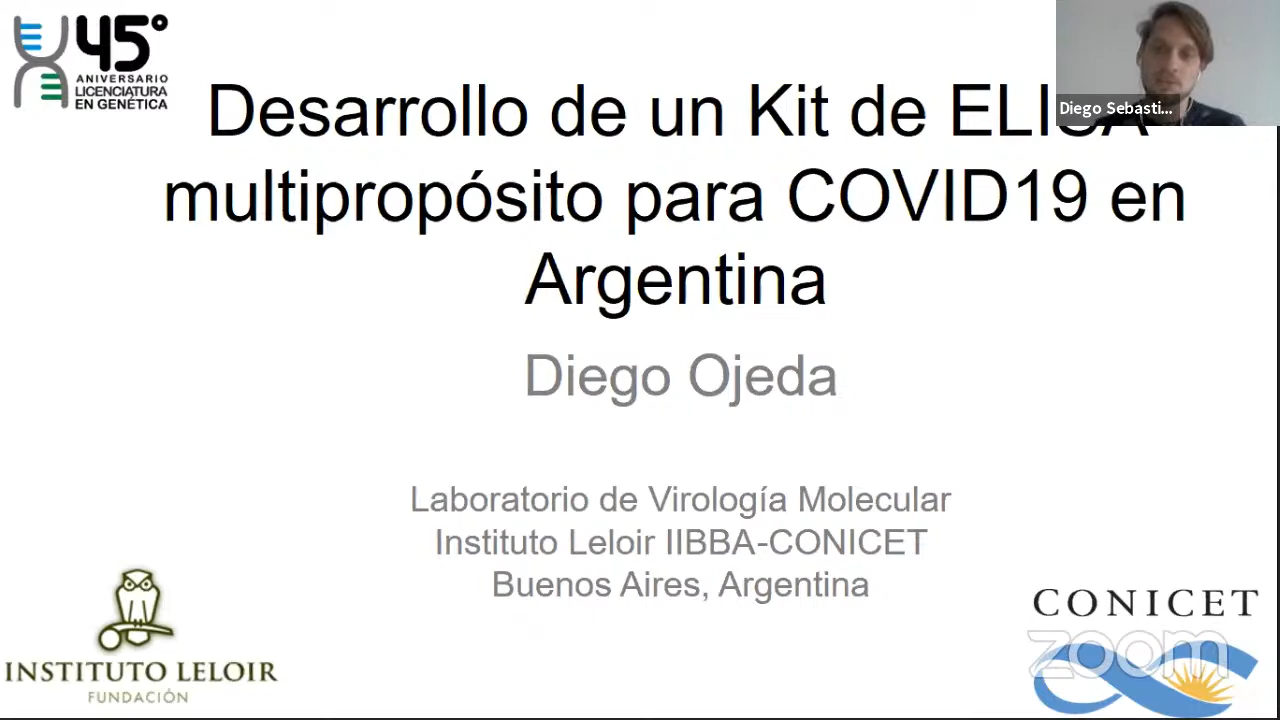 45°
ANIVERSARIO
LICENCIATURA
EN GENÉTICA
Diego Sebasti...
Desarrollo de un Kit de ELISA
multipropósito para COVID19 en
Argentina
Diego Ojeda
Laboratorio de Virología Molecular
Instituto Leloir IIBBA-CONICET
Buenos Aires, Argentina
INSTITUTO LELOIR
FUNDACIÓN
CONICET
zoom